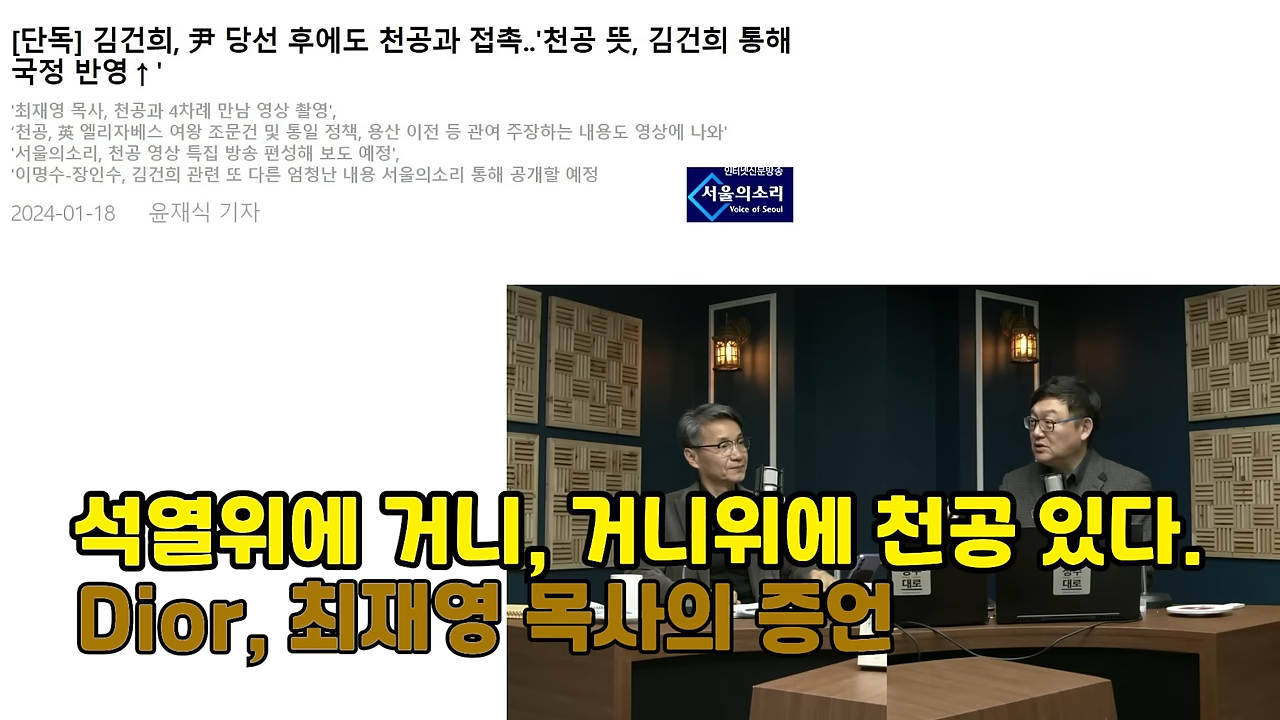 [단독] 김건희, 尹 당선 후에도 천공과 접촉..'천공 뜻, 김건희 통해
국정 반영↑'
'최재영 목사, 천공과 4차례 만남 영상 촬영',
'천공, 英 엘리자베스 여왕 조문건 및 통일 정책, 용산 이전 등 관여 주장하는 내용도 영상에 나와'
'서울의소리, 천공 영상 특집 방송 편성해 보도 예정',
'이명수-장인수, 김건희 관련 또 다른 엄청난 내용 서울의소리 통해 공개할 예정
2024-01-18 윤재식 기자
인터넷신문방송
서울의소리
Voice of Seoul
석열위에 거니, 거니위에 천공 있다.
Dior, 최재영 목사의 증언
대로
대로